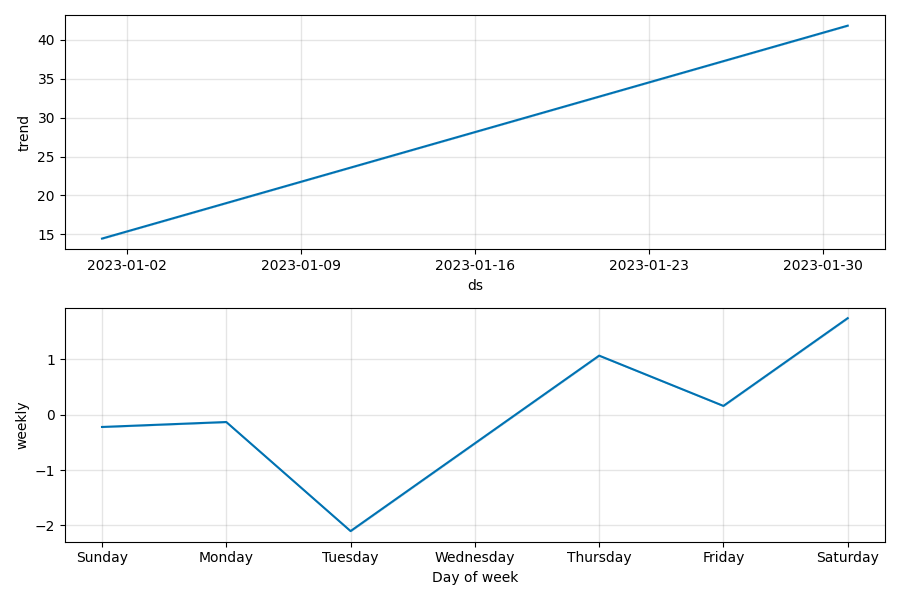 40
35
30
25
20
15
trend
2023-01-02 2023-01-09 2023-01-16 2023-01-23 2023-01-30
ds
1
0
−1
−2
weekly
Sunday Monday Tuesday Wednesday Thursday Friday Saturday
Day of week